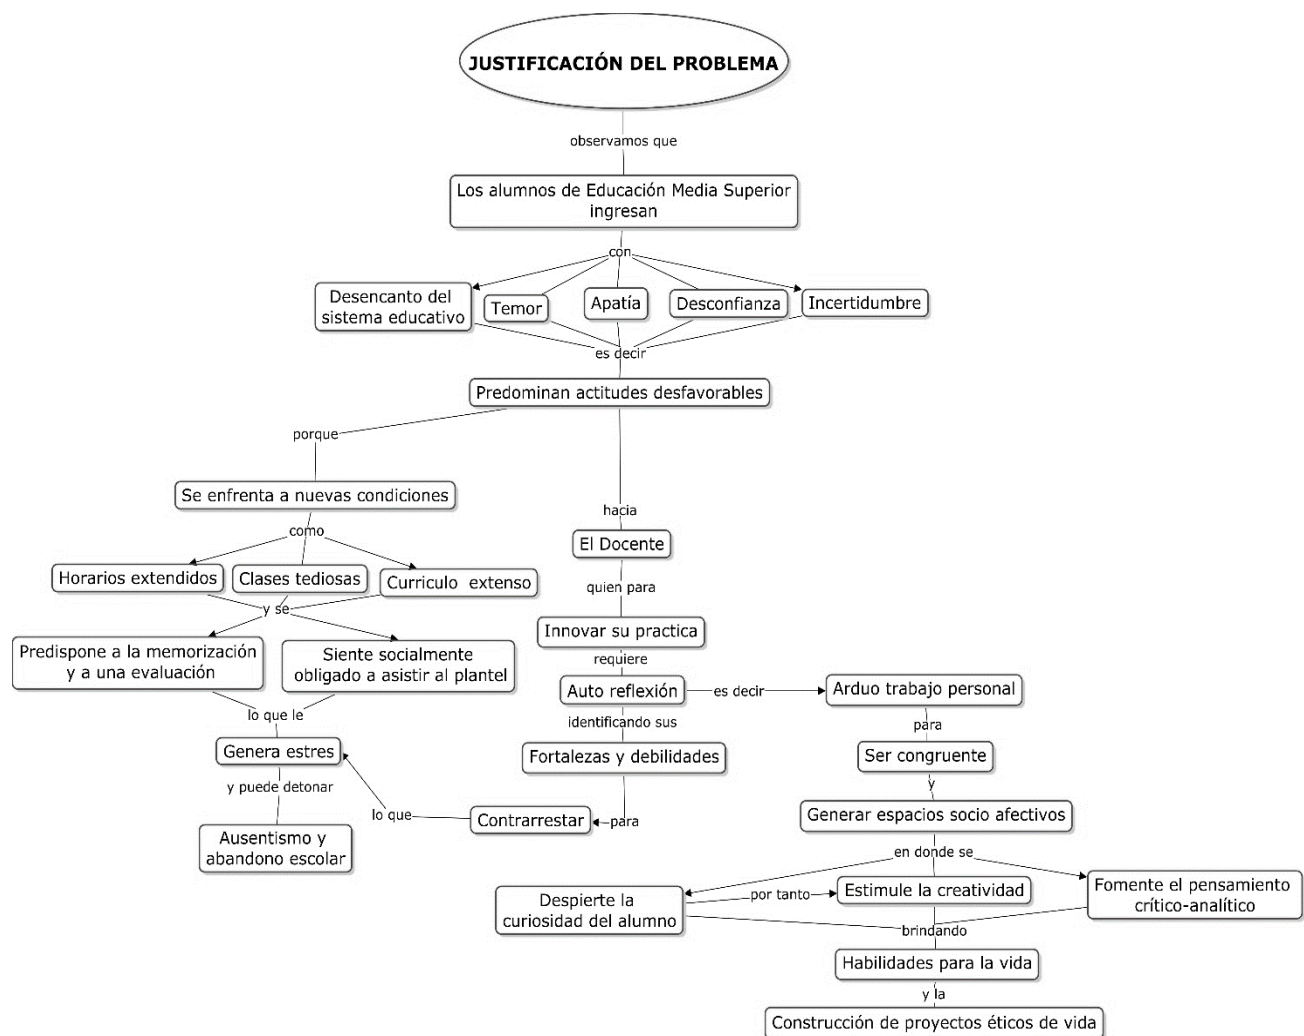 JUSTIFICACIÓN DEL PROBLEMA
observamos que
Los alumnos de Educación Media Superior
ingresan
con
Desencanto del
sistema educativo
Temor
Apatía
Desconfianza
Incertidumbre
es decir
Predominan actitudes desfavorables
porque
Se enfrenta a nuevas condiciones
como
Horarios extendidos
Clases tediosas
Curriculo extenso
y se
Predispone a la memorización
y a una evaluación
Siente socialmente
obligado a asistir al plantel
lo que le
Genera estres
y puede detonar
Ausentismo y
abandono escolar
hacia
El Docente
quien para
Innovar su practica
requiere
Auto reflexión
identificando sus
Fortalezas y debilidades
para
Contrarrestar
lo que
es decir
Arduo trabajo personal
para
Ser congruente
y
Generar espacios socio afectivos
en donde se
Despierte la
curiosidad del alumno
por tanto
Estimule la creatividad
Fomente el pensamiento
crítico-analítico
brindando
Habilidades para la vida
y la
Construcción de proyectos éticos de vida